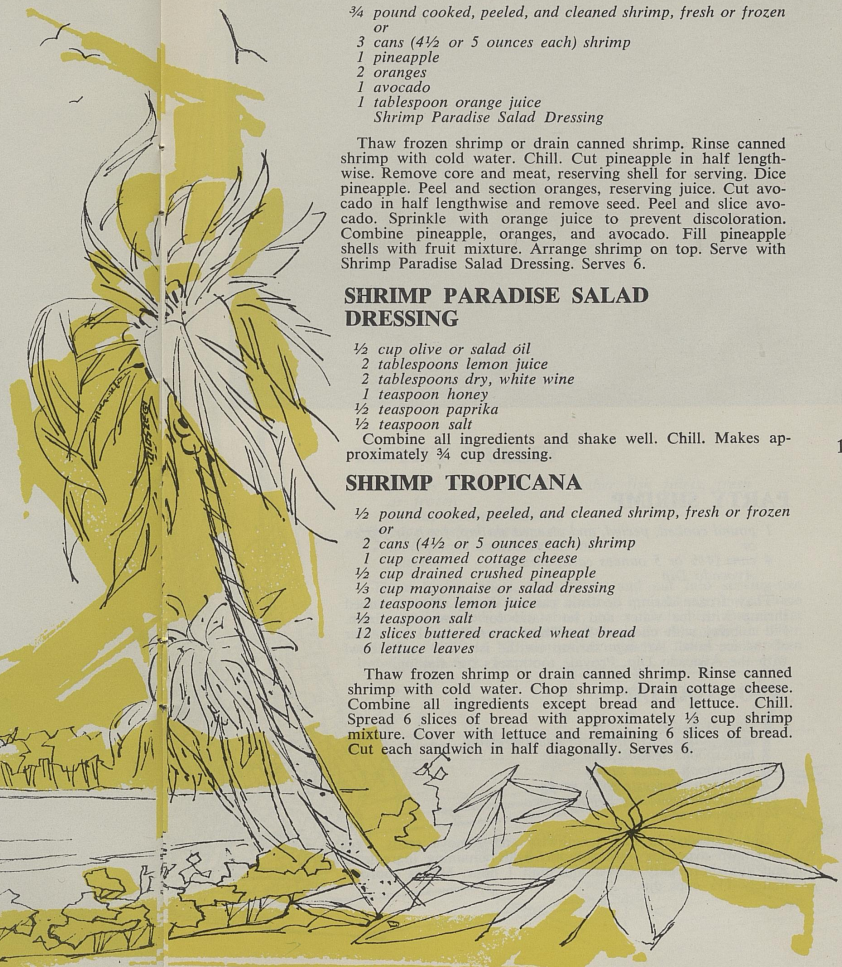 ¾ pound cooked, peeled, and cleaned shrimp, fresh or frozen
or
3 cans (4½ or 5 ounces each) shrimp
1 pineapple
2 oranges
1 avocado
1 tablespoon orange juice
Shrimp Paradise Salad Dressing
Thaw frozen shrimp or drain canned shrimp. Rinse canned
shrimp with cold water. Chill. Cut pineapple in half length-
wise. Remove core and meat, reserving shell for serving. Dice
pineapple. Peel and section oranges, reserving juice. Cut avo-
cado in half lengthwise and remove seed. Peel and slice avo-
cado. Sprinkle with orange juice to prevent discoloration.
Combine pineapple, oranges, and avocado. Fill pineapple
shells with fruit mixture. Arrange shrimp on top. Serve with
Shrimp Paradise Salad Dressing. Serves 6.
SHRIMP PARADISE SALAD
DRESSING
½ cup olive or salad oil
2 tablespoons lemon juice
2 tablespoons dry, white wine
1 teaspoon honey
½ teaspoon paprika
½ teaspoon salt
Combine all ingredients and shake well. Chill. Makes ap-
proximately ¾ cup dressing.
SHRIMP TROPICANA
½ pound cooked, peeled, and cleaned shrimp, fresh or frozen
or
2 cans (4½ or 5 ounces each) shrimp
1 cup creamed cottage cheese
½ cup drained crushed pineapple
⅓ cup mayonnaise or salad dressing
2 teaspoons lemon juice
½ teaspoon salt
12 slices buttered cracked wheat bread
6 lettuce leaves
Thaw frozen shrimp or drain canned shrimp. Rinse canned
shrimp with cold water. Chop shrimp. Drain cottage cheese.
Combine all ingredients except bread and lettuce. Chill.
Spread 6 slices of bread with approximately ⅓ cup shrimp
mixture. Cover with lettuce and remaining 6 slices of bread.
Cut each sandwich in half diagonally. Serves 6.